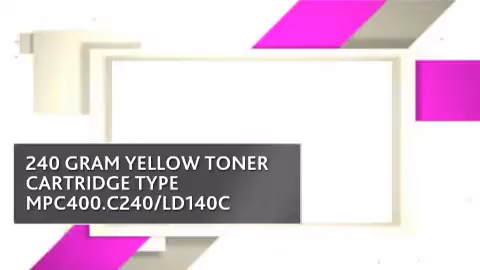 240 GRAM YELLOW TONER
CARTRIDGE TYPE
MPC400.C240/LD140C